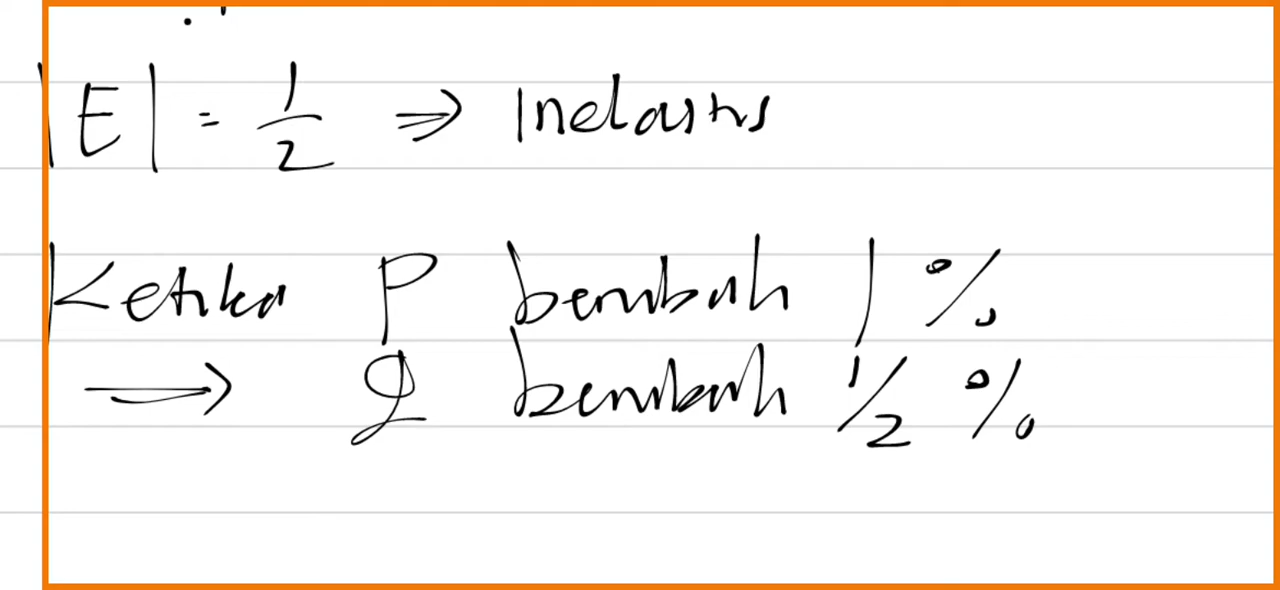 |E| = 1/2 ⇒ Inelastis
Ketika P berubah 1 %
⟹ Q berubah 1/2 %